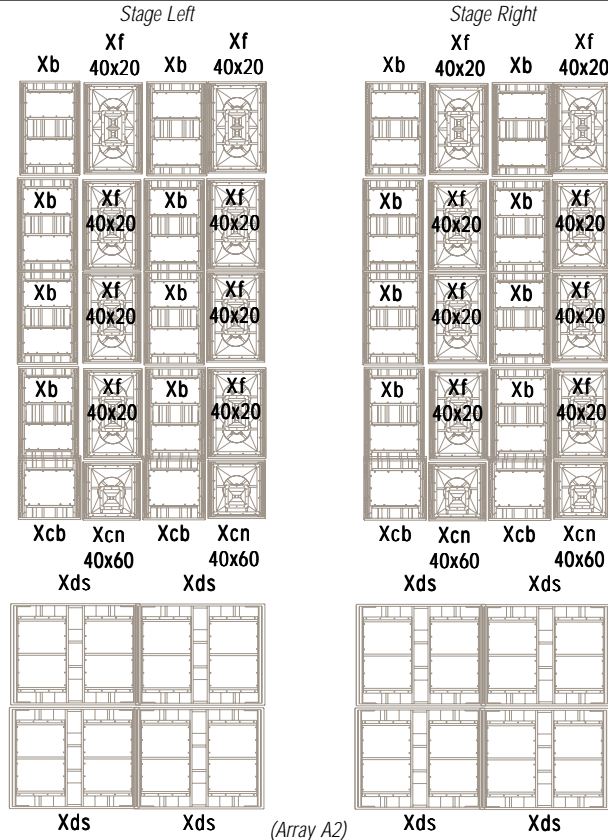 Stage Left Stage Right
Xf Xf Xf Xf
Xb 40x20 Xb 40x20 Xb 40x20 Xb 40x20
Xb Xf Xb Xf Xb Xf Xb Xf
40x20 40x20 40x20 40x20
Xb Xf Xb Xf Xb Xf Xb Xf
40x20 40x20 40x20 40x20
Xb Xf Xb Xf Xb Xf Xb Xf
40x20 40x20 40x20 40x20
Xcb Xcn Xcb Xcn Xcb Xcn Xcb Xcn
40x60 40x60 40x60 40x60
Xds Xds Xds Xds
Xds Xds Xds Xds
(Array A2)